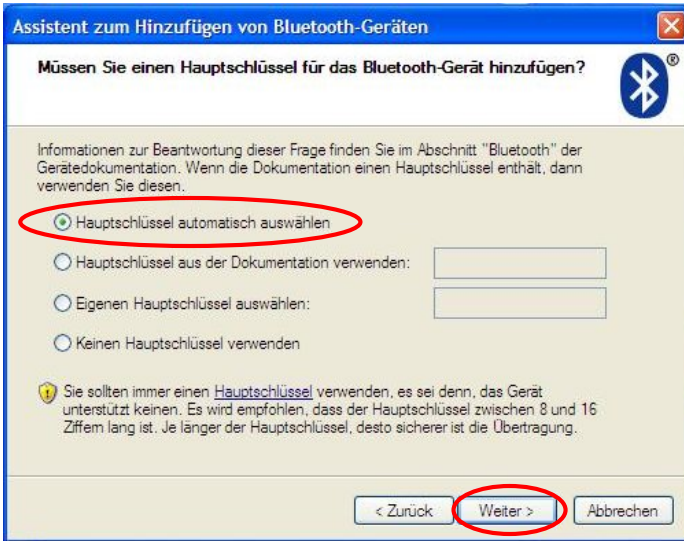 Assistent zum Hinzufügen von Bluetooth-Geräten
Müssen Sie einen Hauptschlüssel für das Bluetooth-Gerät hinzufügen?
®
Informationen zur Beantwortung dieser Frage finden Sie im Abschnitt "Bluetooth" der
Gerätedokumentation. Wenn die Dokumentation einen Hauptschlüssel enthält, dann
verwenden Sie diesen.
Hauptschlüssel automatisch auswählen
Hauptschlüssel aus der Dokumentation verwenden:
Eigenen Hauptschlüssel auswählen:
Keinen Hauptschlüssel verwenden
Sie sollten immer einen Hauptschlüssel verwenden, es sei denn, das Gerät
unterstützt keinen. Es wird empfohlen, dass der Hauptschlüssel zwischen 8 und 16
Ziffern lang ist. Je länger der Hauptschlüssel, desto sicherer ist die Übertragung.
< Zurück Weiter > Abbrechen